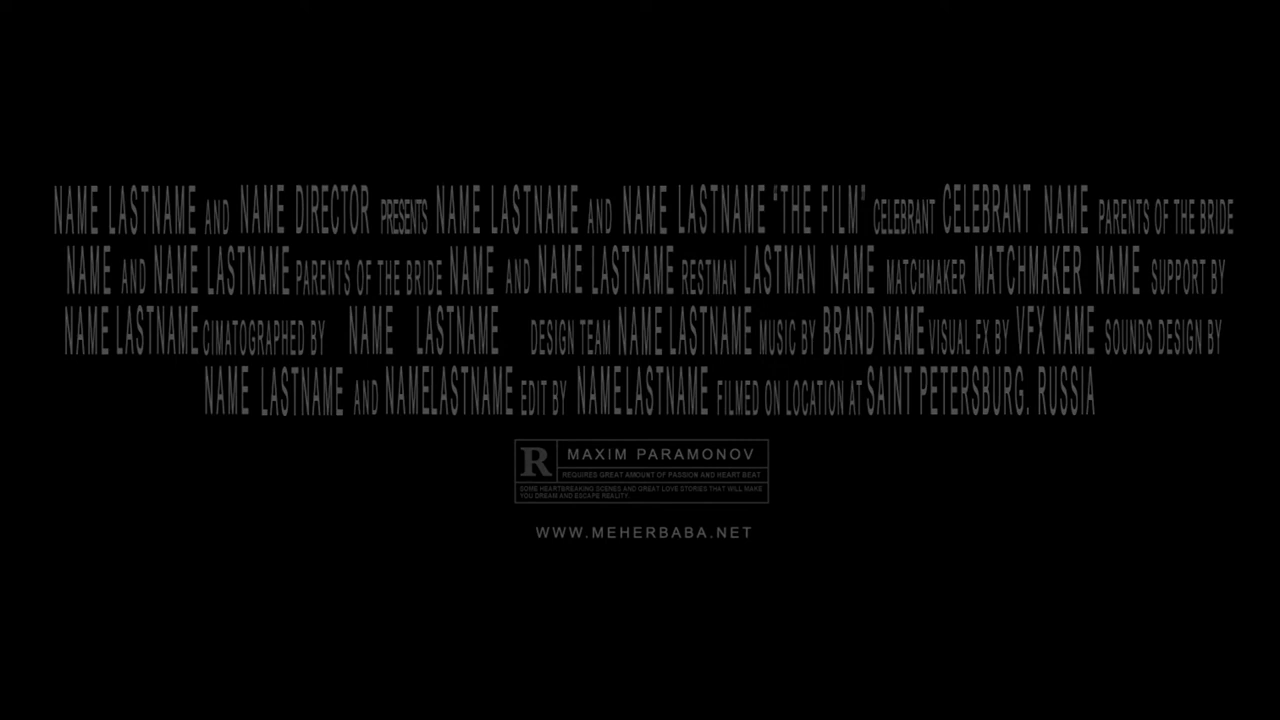 NAME LASTNAME AND NAME DIRECTOR PRESENTS NAME LASTNAME AND NAME LASTNAME “THE FILM” CELEBRANT CELEBRANT NAME PARENTS OF THE BRIDE
NAME AND NAME LASTNAME PARENTS OF THE BRIDE NAME AND NAME LASTNAME RESTMAN LASTMAN NAME MATCHMAKER MATCHMAKER NAME SUPPORT BY
NAME LASTNAME CIMATOGRAPHED BY NAME LASTNAME DESIGN TEAM NAME LASTNAME MUSIC BY BRAND NAME VISUAL FX BY VFX NAME SOUNDS DESIGN BY
NAME LASTNAME AND NAMELASTNAME EDIT BY NAMELASTNAME FILMED ON LOCATION AT SAINT PETERSBURG. RUSSIA
R MAXIM PARAMONOV
REQUIRES GREAT AMOUNT OF PASSION AND HEART BEAT
SOME HEARTBREAKING SCENES AND GREAT LOVE STORIES THAT WILL MAKE
YOU DREAM AND ESCAPE REALITY.
WWW.MEHERBABA.NET